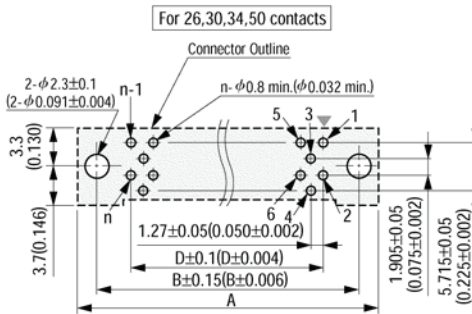 For 26,30,34,50 contacts
Connector Outline
2-ϕ2.3±0.1
(2-ϕ0.091±0.004)
n-1
n-ϕ0.8 min.(ϕ0.032 min.)
5
3
1
3.3
(0.130)
3.7(0.146)
n
6
4
2
1.27±0.05(0.050±0.002)
D±0.1(D±0.004)
B±0.15(B±0.006)
A
1.905±0.05
(0.075±0.002)
5.715±0.05
(0.225±0.002)